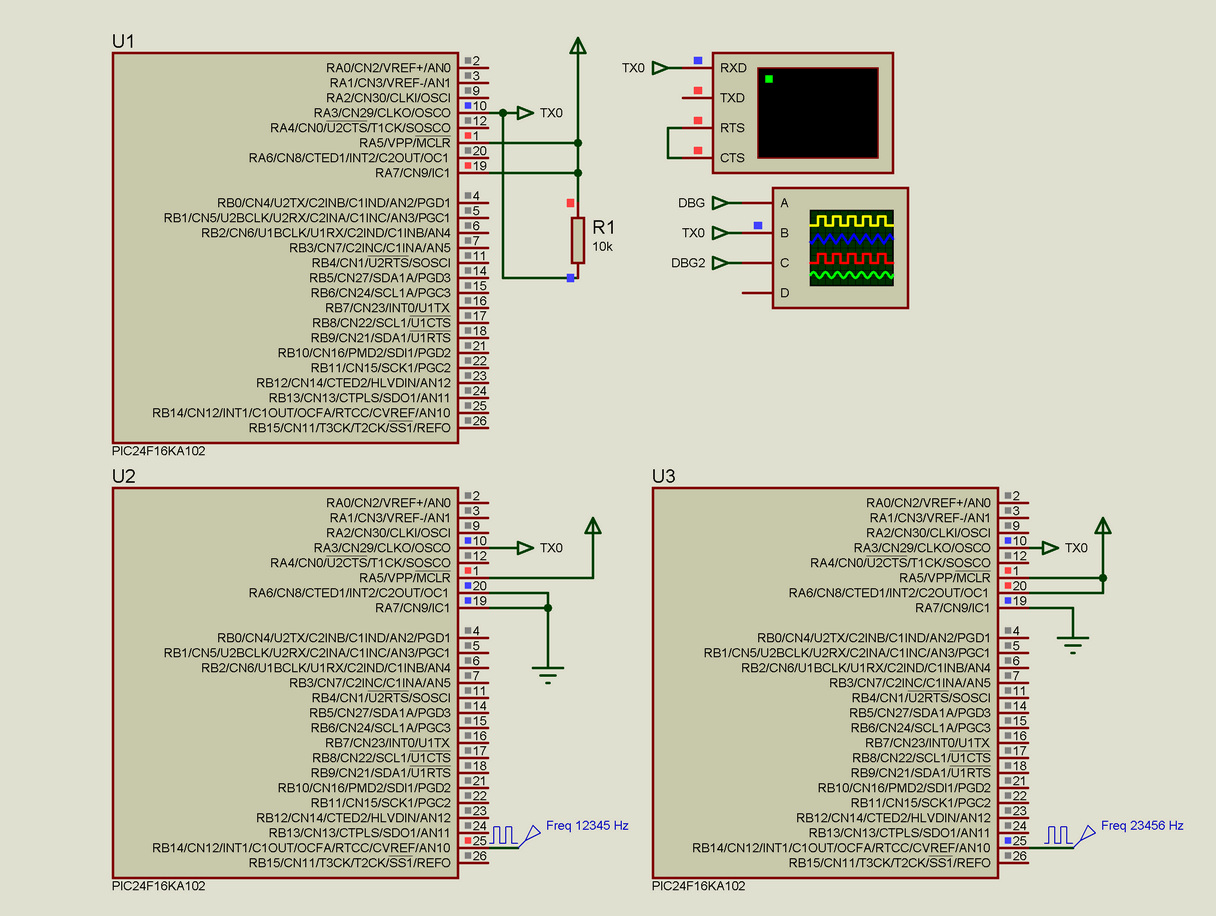 U1
RA0/CN2/VREF+/AN0 2
RA1/CN3/VREF-/AN1 3
RA2/CN30/CLKI/OSCI 9
RA3/CN29/CLKO/OSCO 10
RA4/CN0/U2CTS/T1CK/SOSCO 12
RA5/VPP/MCLR 1
RA6/CN8/CTED1/INT2/C2OUT/OC1 20
RA7/CN9/IC1 19
RB0/CN4/U2TX/C2INB/C1IND/AN2/PGD1 4
RB1/CN5/U2BCLK/U2RX/C2INA/C1INC/AN3/PGC1 5
RB2/CN6/U1BCLK/U1RX/C2IND/C1INB/AN4 6
RB3/CN7/C2INC/C1INA/AN5 7
RB4/CN1/U2RTS/SOSCI 11
RB5/CN27/SDA1A/PGD3 14
RB6/CN24/SCL1A/PGC3 15
RB7/CN23/INT0/U1TX 16
RB8/CN22/SCL1/U1CTS 17
RB9/CN21/SDA1/U1RTS 18
RB10/CN16/PMD2/SDI1/PGD2 21
RB11/CN15/SCK1/PGC2 22
RB12/CN14/CTED2/HLVDIN/AN12 23
RB13/CN13/CTPLS/SDO1/AN11 24
RB14/CN12/INT1/C1OUT/OCFA/RTCC/CVREF/AN10 25
RB15/CN11/T3CK/T2CK/SS1/REFO 26
PIC24F16KA102
TX0
R1
10k
TX0 RXD
TXD
RTS
CTS
DBG A
TX0 B
DBG2 C
D
U2
RA0/CN2/VREF+/AN0 2
RA1/CN3/VREF-/AN1 3
RA2/CN30/CLKI/OSCI 9
RA3/CN29/CLKO/OSCO 10 TX0
RA4/CN0/U2CTS/T1CK/SOSCO 12
RA5/VPP/MCLR 1
RA6/CN8/CTED1/INT2/C2OUT/OC1 20
RA7/CN9/IC1 19
RB0/CN4/U2TX/C2INB/C1IND/AN2/PGD1 4
RB1/CN5/U2BCLK/U2RX/C2INA/C1INC/AN3/PGC1 5
RB2/CN6/U1BCLK/U1RX/C2IND/C1INB/AN4 6
RB3/CN7/C2INC/C1INA/AN5 7
RB4/CN1/U2RTS/SOSCI 11
RB5/CN27/SDA1A/PGD3 14
RB6/CN24/SCL1A/PGC3 15
RB7/CN23/INT0/U1TX 16
RB8/CN22/SCL1/U1CTS 17
RB9/CN21/SDA1/U1RTS 18
RB10/CN16/PMD2/SDI1/PGD2 21
RB11/CN15/SCK1/PGC2 22
RB12/CN14/CTED2/HLVDIN/AN12 23
RB13/CN13/CTPLS/SDO1/AN11 24
RB14/CN12/INT1/C1OUT/OCFA/RTCC/CVREF/AN10 25
RB15/CN11/T3CK/T2CK/SS1/REFO 26
Freq 12345 Hz
PIC24F16KA102
U3
RA0/CN2/VREF+/AN0 2
RA1/CN3/VREF-/AN1 3
RA2/CN30/CLKI/OSCI 9
RA3/CN29/CLKO/OSCO 10 TX0
RA4/CN0/U2CTS/T1CK/SOSCO 12
RA5/VPP/MCLR 1
RA6/CN8/CTED1/INT2/C2OUT/OC1 20
RA7/CN9/IC1 19
RB0/CN4/U2TX/C2INB/C1IND/AN2/PGD1 4
RB1/CN5/U2BCLK/U2RX/C2INA/C1INC/AN3/PGC1 5
RB2/CN6/U1BCLK/U1RX/C2IND/C1INB/AN4 6
RB3/CN7/C2INC/C1INA/AN5 7
RB4/CN1/U2RTS/SOSCI 11
RB5/CN27/SDA1A/PGD3 14
RB6/CN24/SCL1A/PGC3 15
RB7/CN23/INT0/U1TX 16
RB8/CN22/SCL1/U1CTS 17
RB9/CN21/SDA1/U1RTS 18
RB10/CN16/PMD2/SDI1/PGD2 21
RB11/CN15/SCK1/PGC2 22
RB12/CN14/CTED2/HLVDIN/AN12 23
RB13/CN13/CTPLS/SDO1/AN11 24
RB14/CN12/INT1/C1OUT/OCFA/RTCC/CVREF/AN10 25
RB15/CN11/T3CK/T2CK/SS1/REFO 26
Freq 23456 Hz
PIC24F16KA102